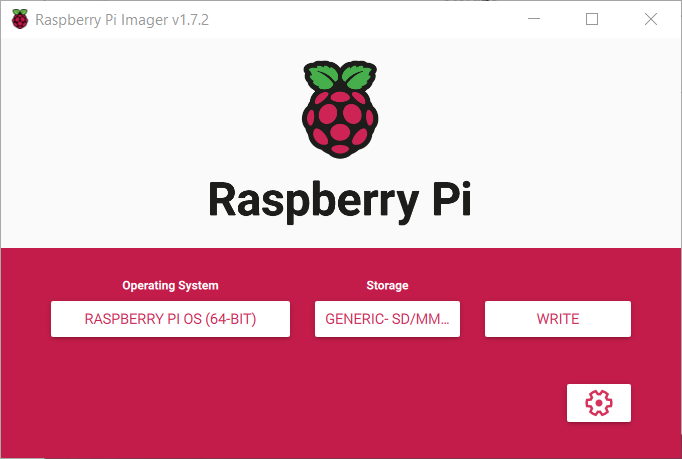 Raspberry Pi Imager v1.7.2
Raspberry Pi
Operating System
Storage
RASPBERRY PI OS (64-BIT)
GENERIC- SD/MM...
WRITE